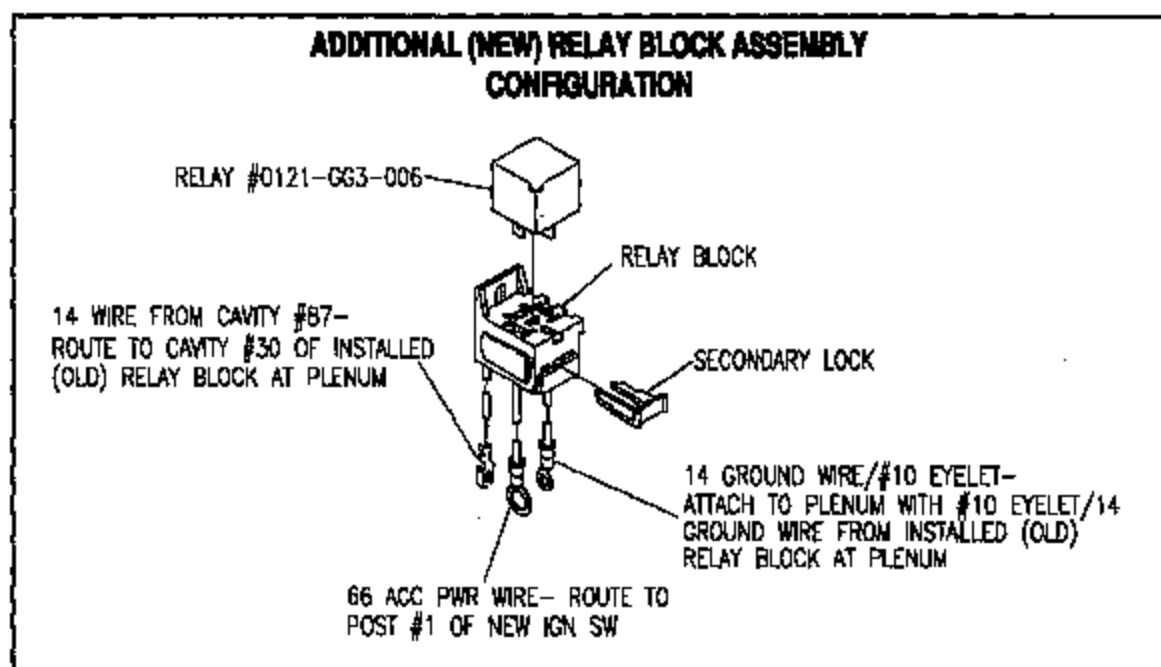 ADDITIONAL (NEW) RELAY BLOCK ASSEMBLY
CONFIGURATION
RELAY #0121-GG3-006
RELAY BLOCK
14 WIRE FROM CAVITY #87-
ROUTE TO CAVITY #30 OF INSTALLED
(OLD) RELAY BLOCK AT PLENUM
SECONDARY LOCK
14 GROUND WIRE/#10 EYELET-
ATTACH TO PLENUM WITH #10 EYELET/14
GROUND WIRE FROM INSTALLED (OLD)
RELAY BLOCK AT PLENUM
66 ACC PWR WIRE- ROUTE TO
POST #1 OF NEW IGN SW